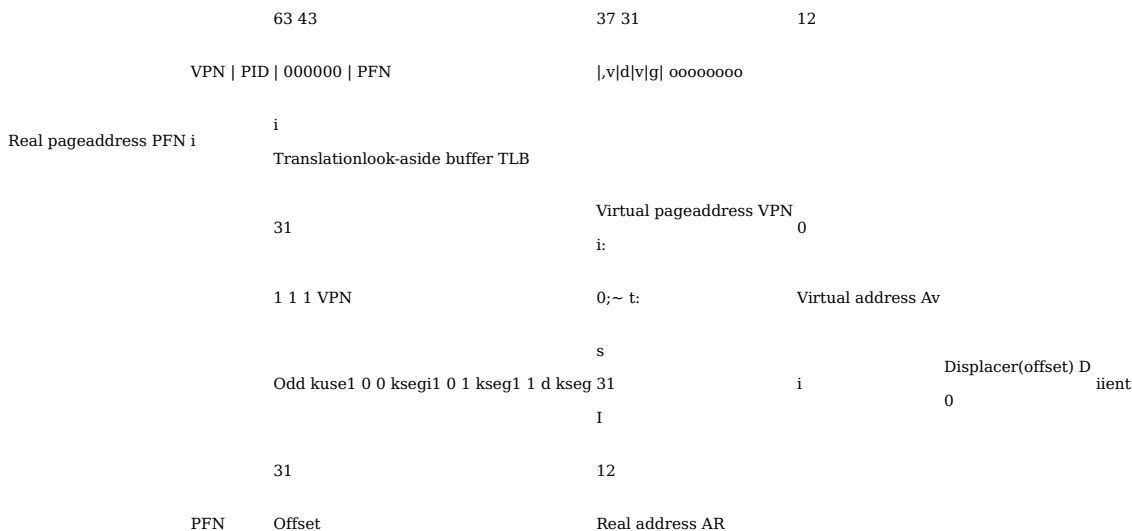 63 43 37 31 12
VPN | PID | 000000 | PFN |,v|d|v|g| oooooooo
i
Real pageaddress PFN i
Translationlook-aside buffer TLB
Virtual pageaddress VPN
31 0
i:
1 1 1 VPN 0;~ t: Virtual address Av
s
Displacer(offset) D
Odd kuse1 0 0 ksegi1 0 1 kseg1 1 d kseg 31 i iient
0
I
31 12
PFN Offset Real address AR